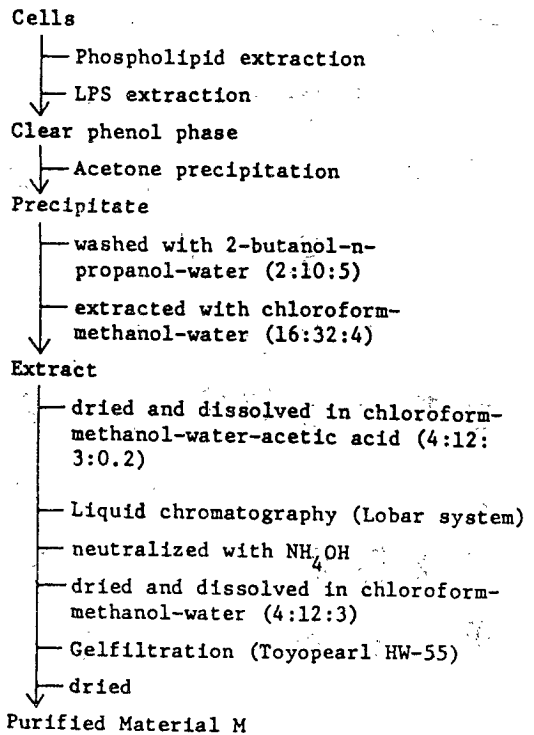 Cells
Phospholipid extraction
LPS extraction
Clear phenol phase
Acetone precipitation
Precipitate
washed with 2-butanol-n-
propanol-water (2:10:5)
extracted with chloroform-
methanol-water (16:32:4)
Extract
dried and dissolved in chloroform-
methanol-water-acetic acid (4:12:
3:0.2)
Liquid chromatography (Lobar system)
neutralized with NH4OH
dried and dissolved in chloroform-
methanol-water (4:12:3)
Gelfiltration (Toyopearl HW-55)
dried
Purified Material M